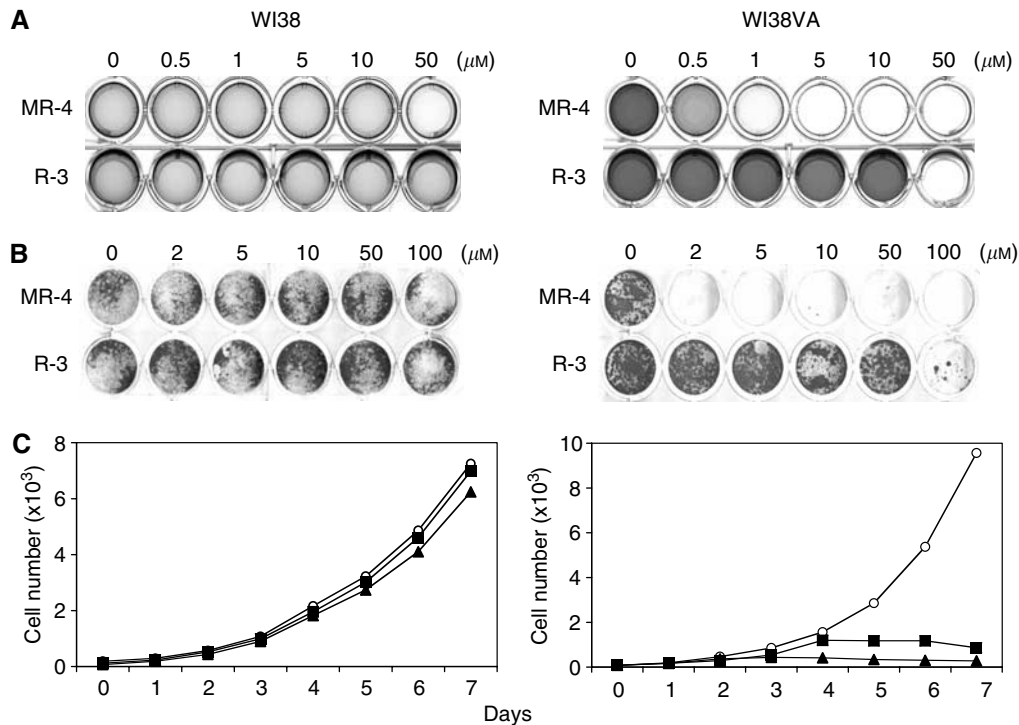 A
WI38
WI38VA
0 0.5 1 5 10 50 (μM)
0 0.5 1 5 10 50 (μM)
MR-4
MR-4
R-3
R-3
B
0 2 5 10 50 100 (μM)
0 2 5 10 50 100 (μM)
MR-4
MR-4
R-3
R-3
C
Cell number (x10³)
8
6
4
2
0
0 1 2 3 4 5 6 7
Cell number (x10³)
10
8
6
4
2
0
0 1 2 3 4 5 6 7
Days